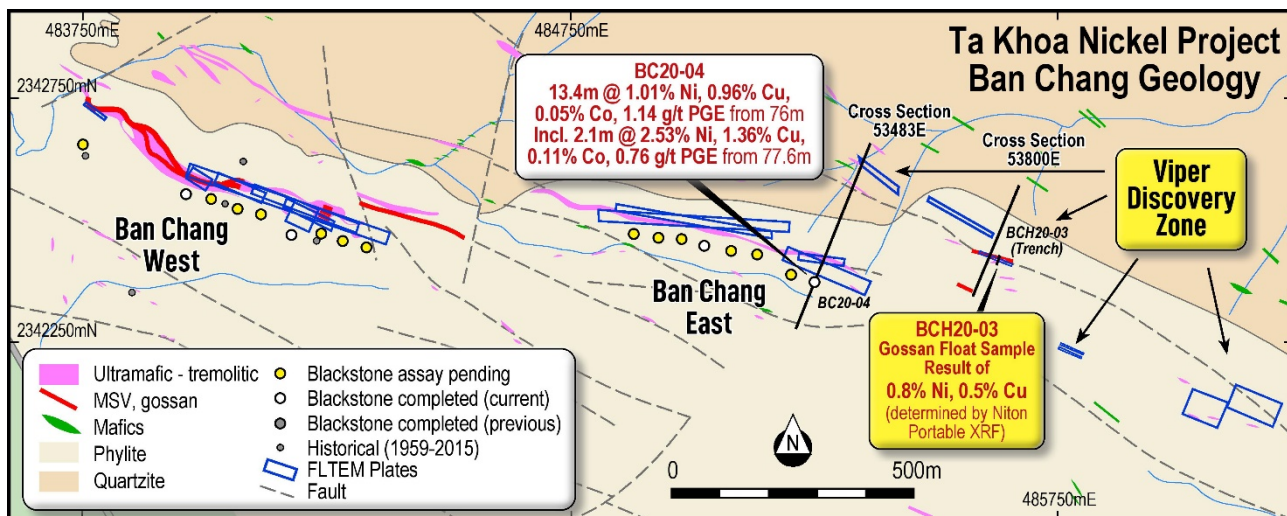 483750mE
484750mE
Ta Khoa Nickel Project
Ban Chang Geology
2342750mN
BC20-04
13.4m @ 1.01% Ni, 0.96% Cu,
0.05% Co, 1.14 g/t PGE from 76m
Incl. 2.1m @ 2.53% Ni, 1.36% Cu,
0.11% Co, 0.76 g/t PGE from 77.6m
Cross Section
53483E
Cross Section
53800E
Viper
Discovery
Zone
BCH20-03
(Trench)
Ban Chang
West
Ban Chang
East
BC20-04
2342250mN
BCH20-03
Gossan Float Sample
Result of
0.8% Ni, 0.5% Cu
(determined by Niton
Portable XRF)
Ultramafic - tremolitic
MSV, gossan
Mafics
Phylite
Quartzite
Blackstone assay pending
Blackstone completed (current)
Blackstone completed (previous)
Historical (1959-2015)
FLTEM Plates
Fault
N
0
500m
485750mE